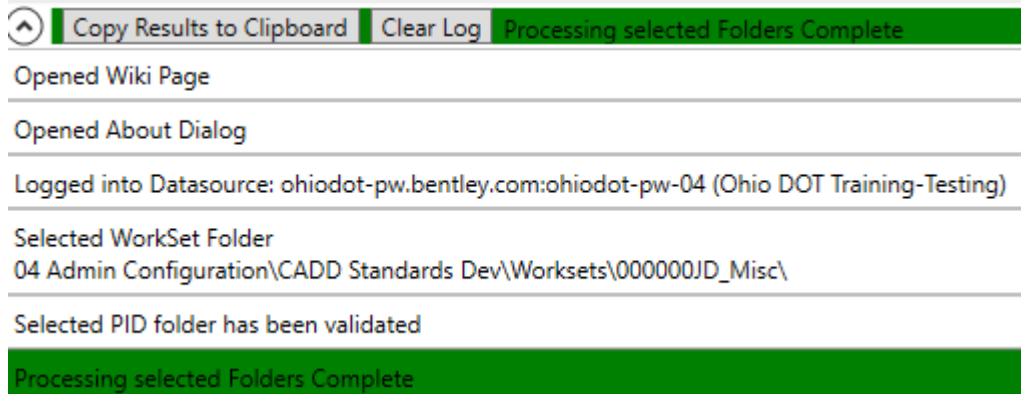 Copy Results to Clipboard Clear Log Processing selected Folders Complete
Opened Wiki Page
Opened About Dialog
Logged into Datasource: ohiodot-pw.bentley.com:ohiodot-pw-04 (Ohio DOT Training-Testing)
Selected WorkSet Folder
04 Admin Configuration\CADD Standards Dev\Worksets\000000JD_Misc\
Selected PID folder has been validated
Processing selected Folders Complete